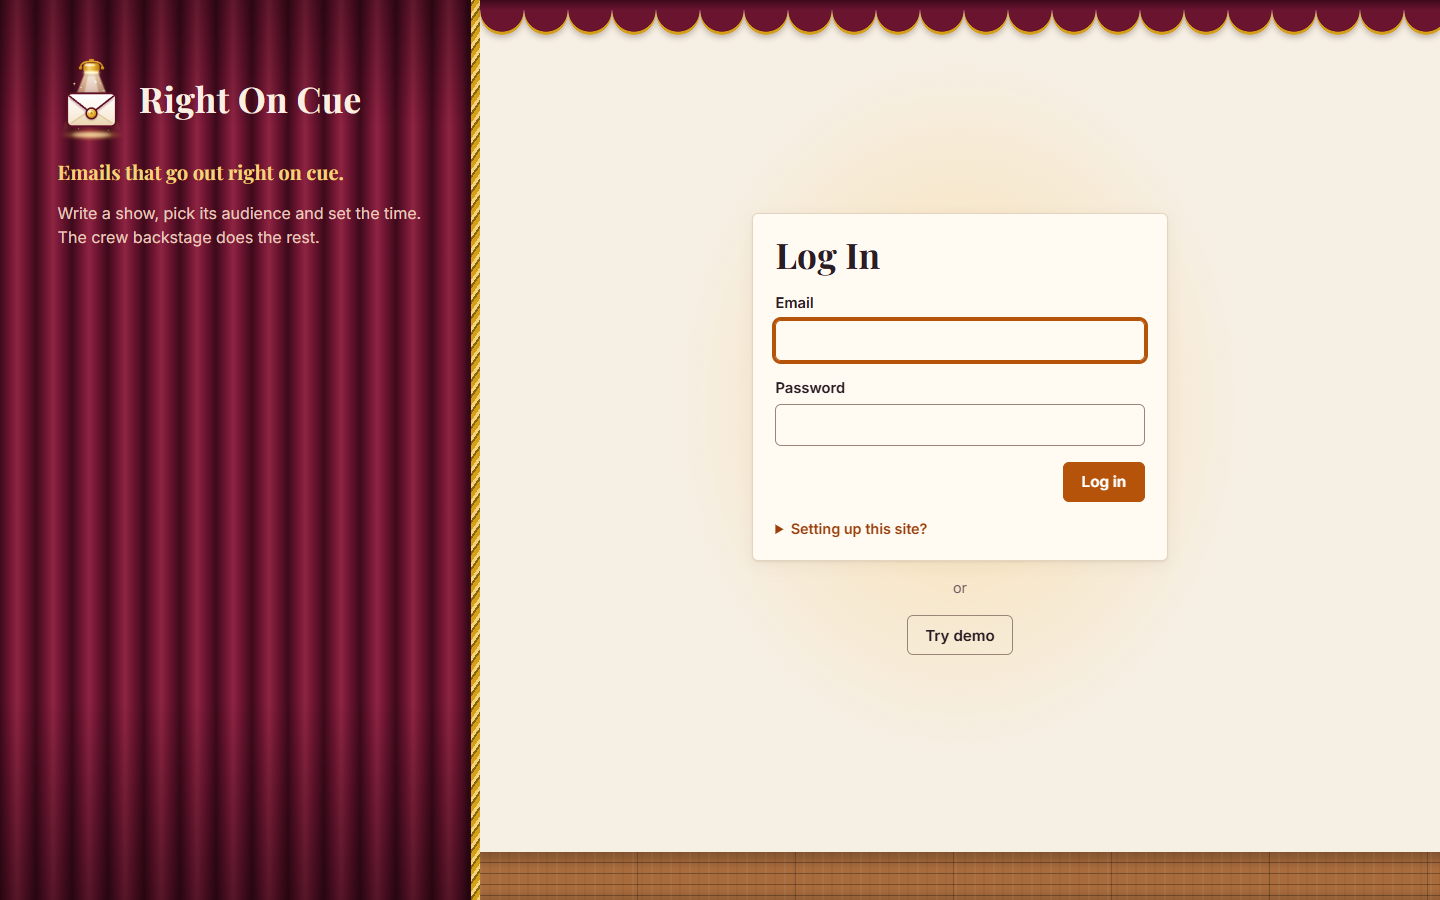 Right On Cue
Emails that go out right on cue.
Write a show, pick its audience and set the time.
The crew backstage does the rest.
Log In
Email
Password
Log in
Setting up this site?
or
Try demo